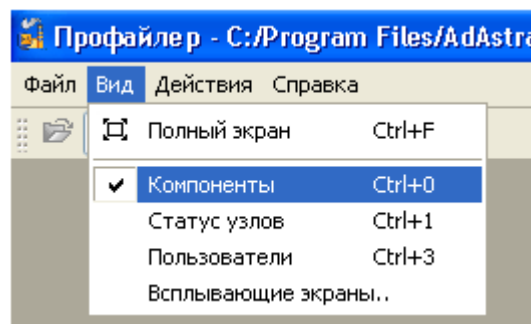 Профайлер - C:/Program Files/AdAstra
Файл Вид Действия Справка
Полный экран Ctrl+F
Компоненты Ctrl+0
Статус узлов Ctrl+1
Пользователи Ctrl+3
Всплывающие экраны..